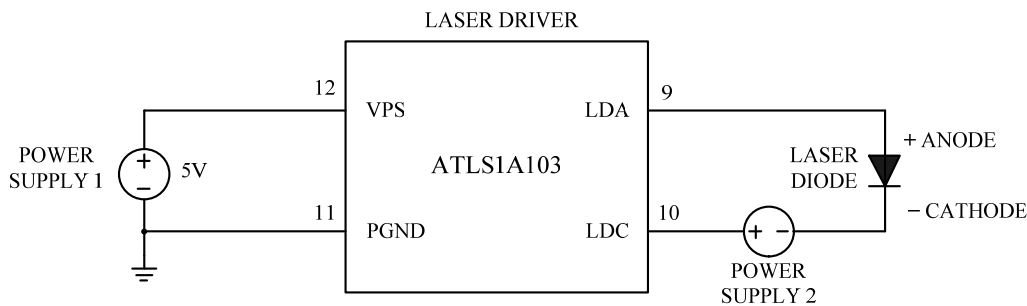 LASER DRIVER
12
VPS
LDA
9
POWER
SUPPLY 1
+
−
5V
ATLS1A103
LASER
DIODE
+ ANODE
− CATHODE
11
PGND
LDC
10
+ -
POWER
SUPPLY 2